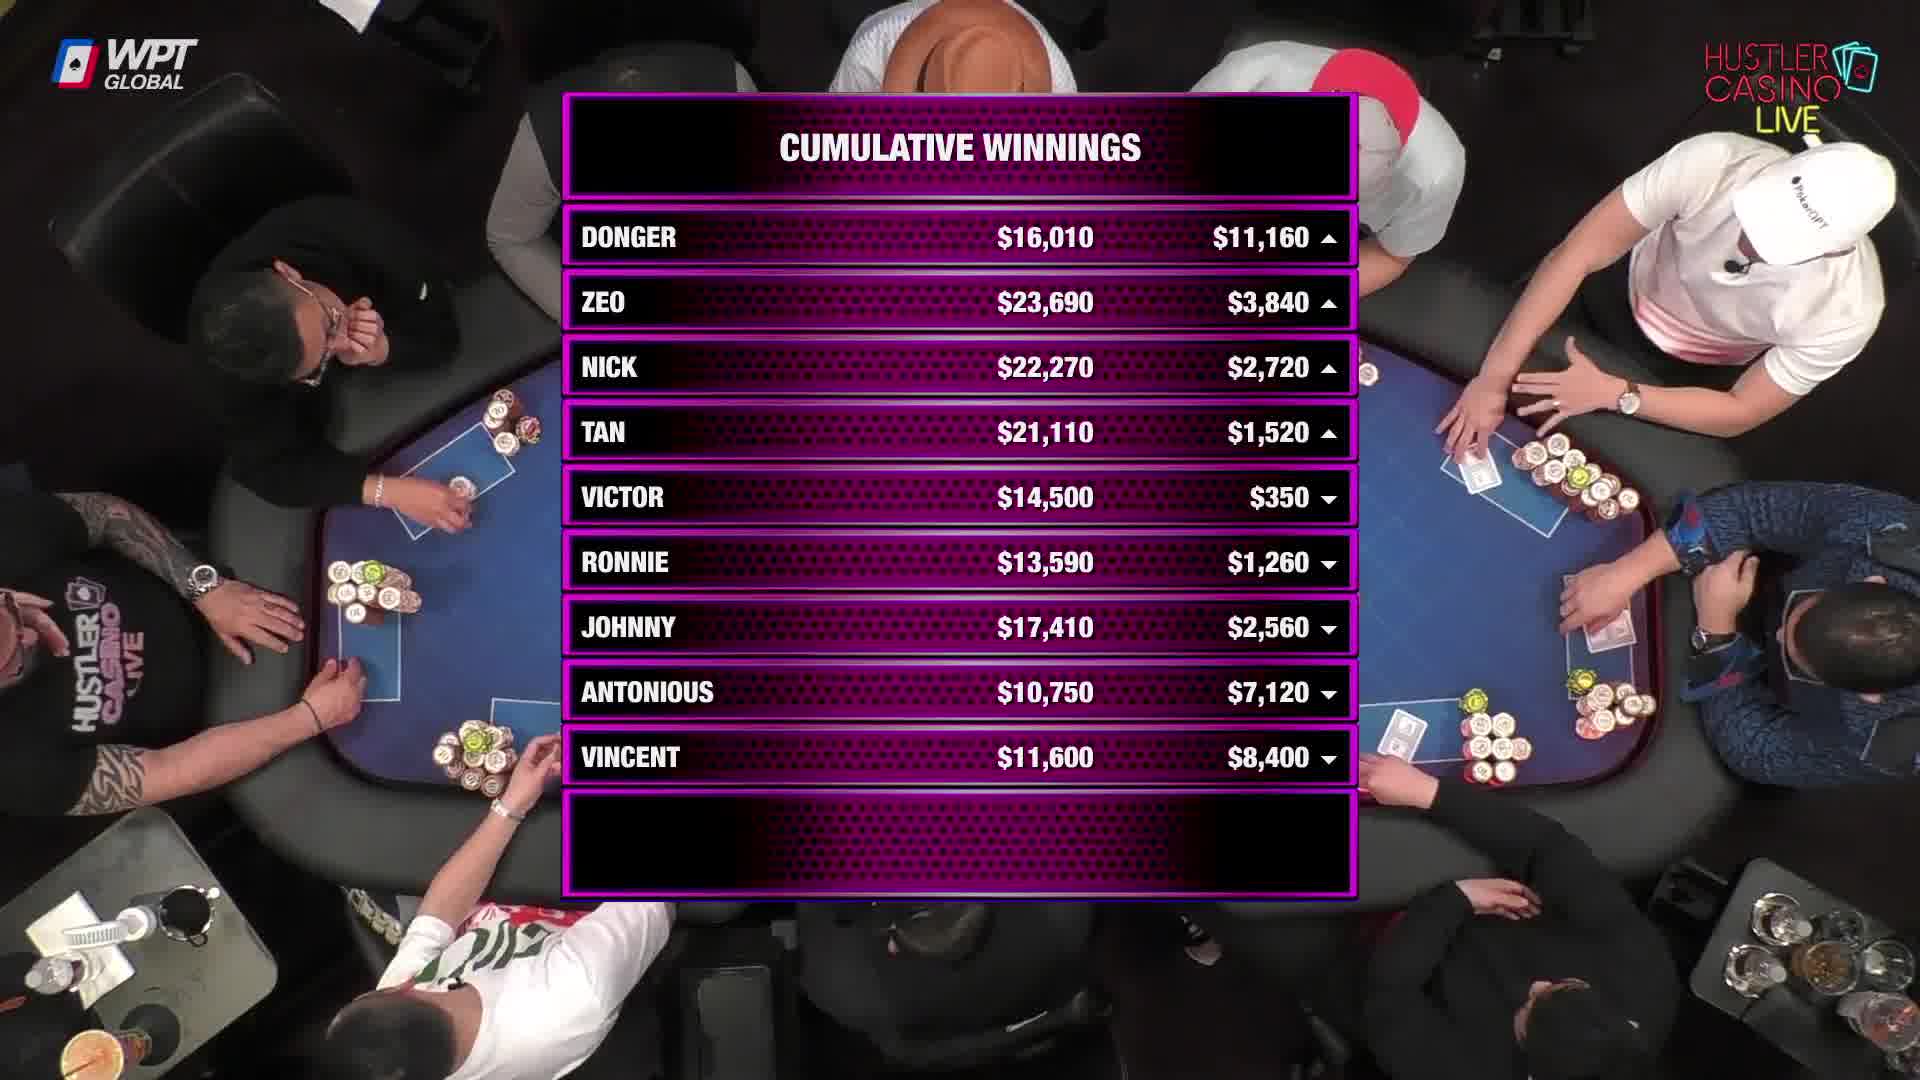 WPT
GLOBAL
HUSTLER
CASINO
LIVE
CUMULATIVE WINNINGS
DONGER $16,010 $11,160 ▲
ZEO $23,690 $3,840 ▲
NICK $22,270 $2,720 ▲
TAN $21,110 $1,520 ▲
VICTOR $14,500 $350 ▼
RONNIE $13,590 $1,260 ▼
JOHNNY $17,410 $2,560 ▼
ANTONIOUS $10,750 $7,120 ▼
VINCENT $11,600 $8,400 ▼
PokerGPT
HUSTLER
CASINO
LIVE